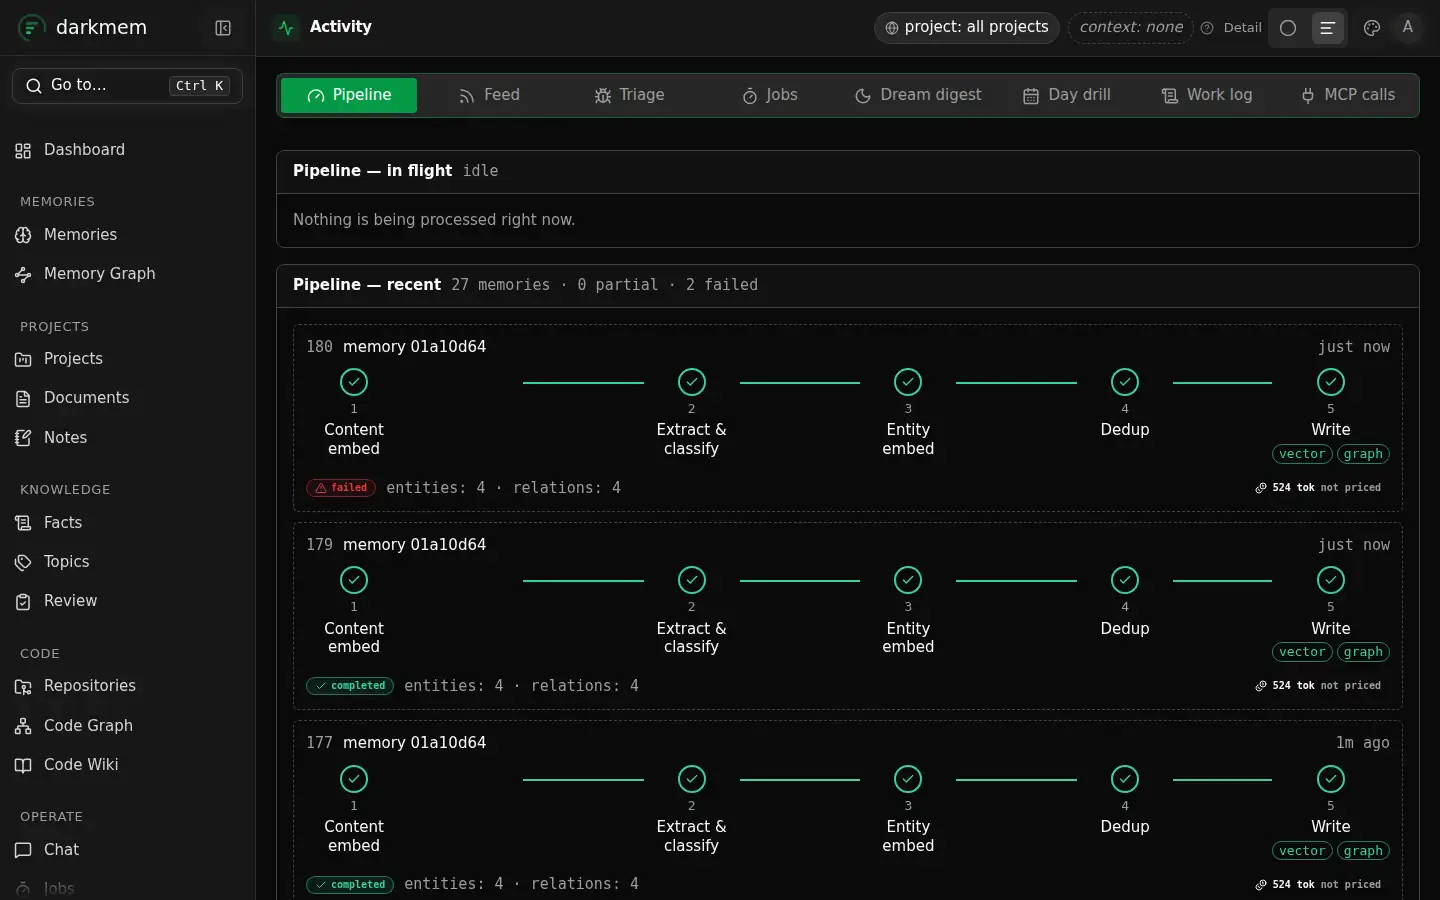 darkmem
Go to...
Ctrl K
Dashboard
MEMORIES
Memories
Memory Graph
PROJECTS
Projects
Documents
Notes
KNOWLEDGE
Facts
Topics
Review
CODE
Repositories
Code Graph
Code Wiki
OPERATE
Chat
Jobs
Activity
project: all projects
context: none
Detail
A
Pipeline
Feed
Triage
Jobs
Dream digest
Day drill
Work log
MCP calls
Pipeline — in flight idle
Nothing is being processed right now.
Pipeline — recent 27 memories · 0 partial · 2 failed
180 memory 01a10d64
just now
1
Content
embed
2
Extract &
classify
3
Entity
embed
4
Dedup
5
Write
vector graph
failed entities: 4 · relations: 4
524 tok not priced
179 memory 01a10d64
just now
1
Content
embed
2
Extract &
classify
3
Entity
embed
4
Dedup
5
Write
vector graph
completed entities: 4 · relations: 4
524 tok not priced
177 memory 01a10d64
1m ago
1
Content
embed
2
Extract &
classify
3
Entity
embed
4
Dedup
5
Write
vector graph
completed entities: 4 · relations: 4
524 tok not priced